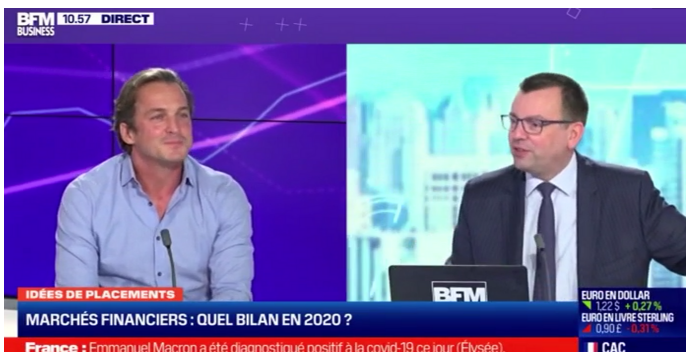 BFM 10.57 DIRECT
BUSINESS
IDÉES DE PLACEMENTS
MARCHÉS FINANCIERS : QUEL BILAN EN 2020 ?
BFM
EURO EN DOLLAR
1,22 $ +0,27 %
EURO EN LIVRE STERLING
0,90 £ -0,31 %
France : Emmanuel Macron a été diagnostiqué positif à la covid-19 ce jour (Élysée).
CAC